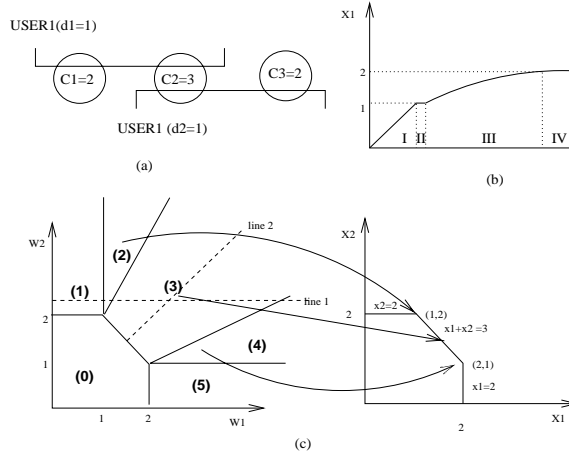 USER1(d1=1)
C1=2
C2=3
C3=2
USER1 (d2=1)
(a)
X1
2
1
I
II
III
IV
(b)
W2
line 2
(2)
(1)
(3)
line 1
2
(4)
1
(0)
(5)
1
2
W1
X2
x2=2
(1,2)
2
x1+x2 =3
(2,1)
x1=2
2
X1
(c)